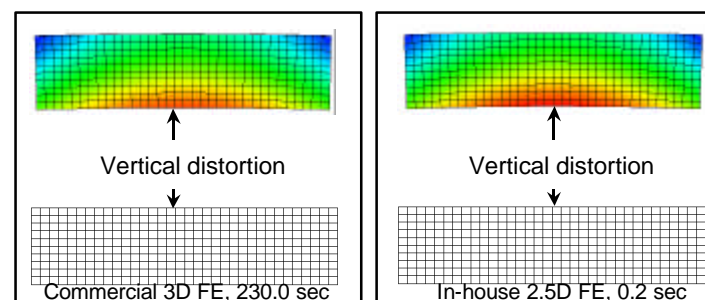 Vertical distortion
Commercial 3D FE, 230.0 sec
Vertical distortion
In-house 2.5D FE, 0.2 sec